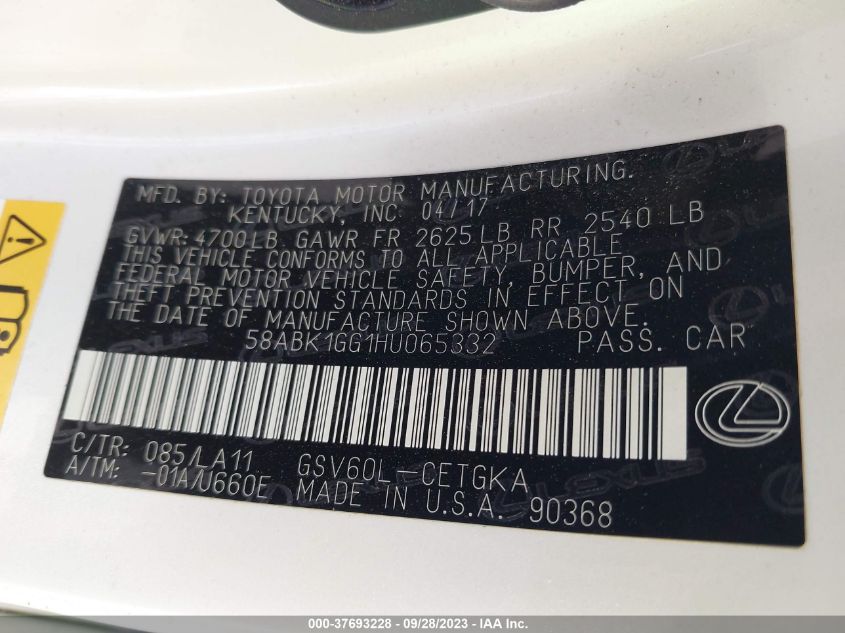 MFD. BY: TOYOTA MOTOR MANUFACTURING.
KENTUCKY, INC. 04/17
GVWR: 4700 LB. GAWR FR 2625 LB RR 2540 LB
THIS VEHICLE CONFORMS TO ALL APPLICABLE
FEDERAL MOTOR VEHICLE SAFETY, BUMPER, AND
THEFT PREVENTION STANDARDS IN EFFECT ON
THE DATE OF MANUFACTURE SHOWN ABOVE.
58ABK1GG1HU065332 PASS. CAR
C/TR: 085/LA11 GSV60L-CETGKA
A/TM: -01A/U660E MADE IN U.S.A. 90368
LEXUS
000-37693228 - 09/28/2023 - IAA Inc.